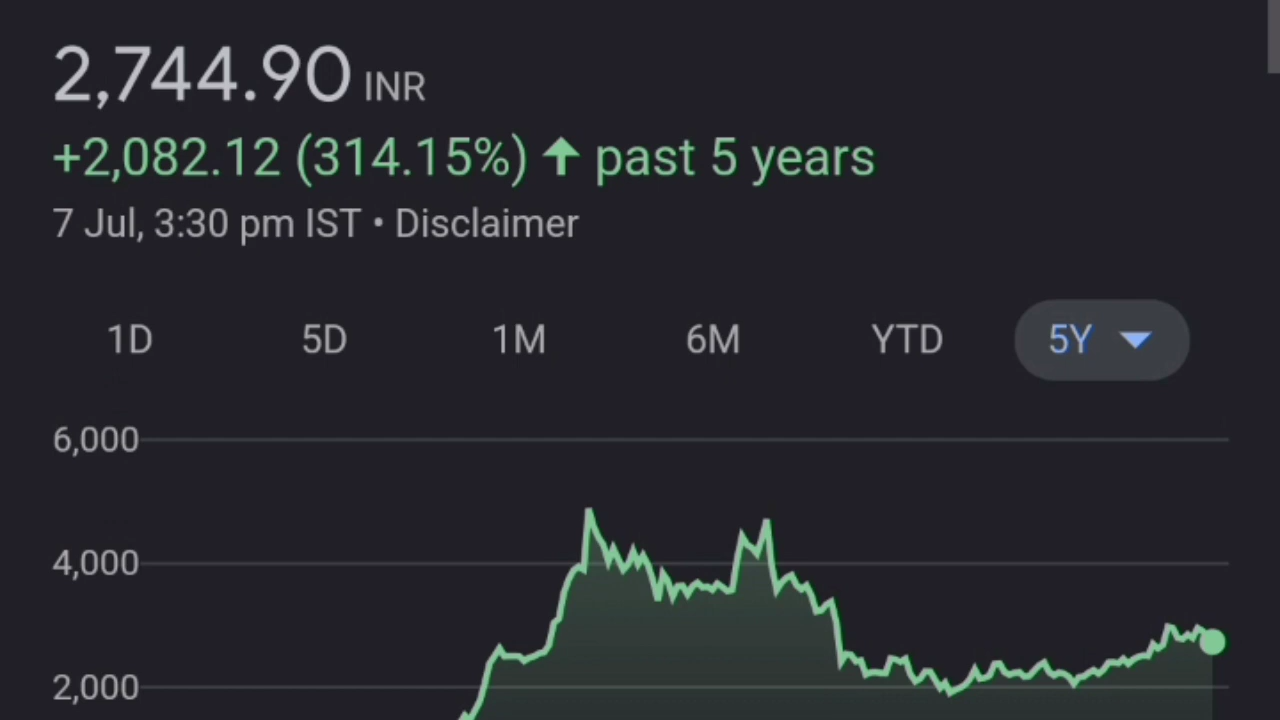 2,744.90 INR
+2,082.12 (314.15%) ↑ past 5 years
7 Jul, 3:30 pm IST • Disclaimer
1D 5D 1M 6M YTD 5Y
6,000
4,000
2,000